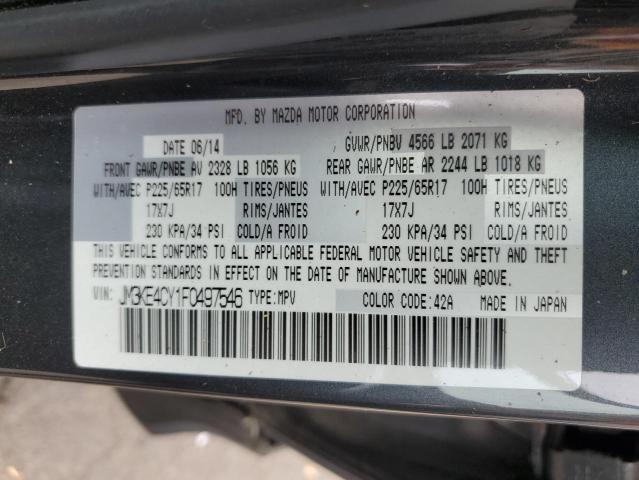 MFD. BY MAZDA MOTOR CORPORATION
DATE 06/14 GVWR/PNBV 4566 LB 2071 KG
FRONT GAWR/PNBE AV 2328 LB 1056 KG REAR GAWR/PNBE AR 2244 LB 1018 KG
WITH/AVEC P225/65R17 100H TIRES/PNEUS WITH/AVEC P225/65R17 100H TIRES/PNEUS
17X7J RIMS/JANTES 17X7J RIMS/JANTES
230 KPA/34 PSI COLD/A FROID 230 KPA/34 PSI COLD/A FROID
THIS VEHICLE CONFORMS TO ALL APPLICABLE FEDERAL MOTOR VEHICLE SAFETY AND THEFT
PREVENTION STANDARDS IN EFFECT ON THE DATE OF MANUFACTURE SHOWN ABOVE.
VIN: JM3KE4CY1F0497546 TYPE:MPV COLOR CODE:42A MADE IN JAPAN